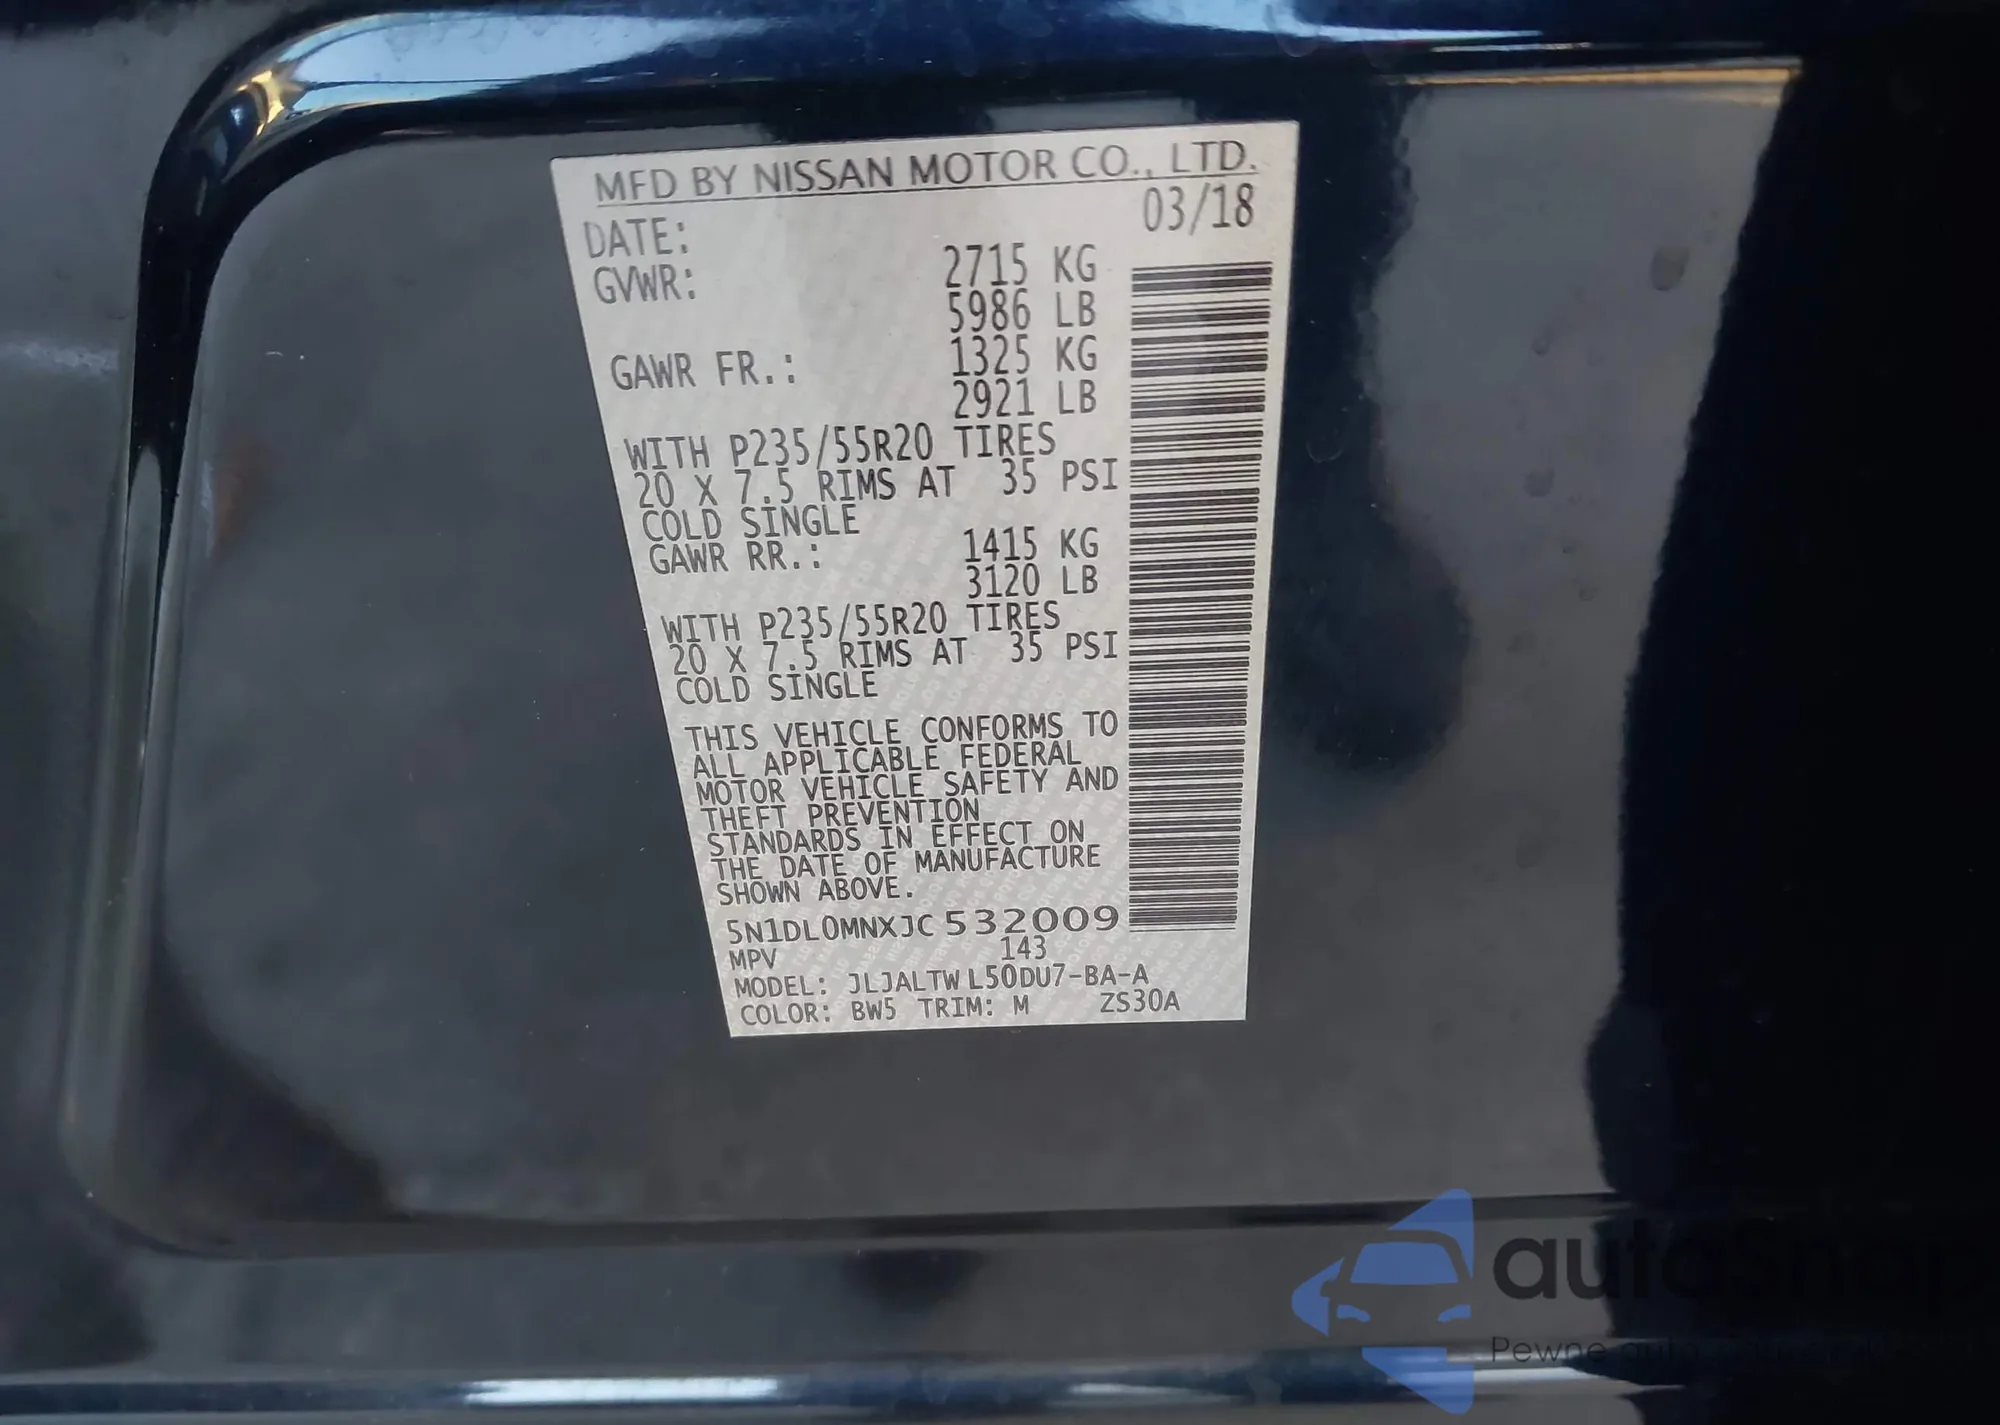 MFD BY NISSAN MOTOR CO., LTD.
DATE: 03/18
GVWR: 2715 KG
5986 LB
GAWR FR.: 1325 KG
2921 LB
WITH P235/55R20 TIRES
20 X 7.5 RIMS AT 35 PSI
COLD SINGLE
GAWR RR.: 1415 KG
3120 LB
WITH P235/55R20 TIRES
20 X 7.5 RIMS AT 35 PSI
COLD SINGLE
THIS VEHICLE CONFORMS TO
ALL APPLICABLE FEDERAL
MOTOR VEHICLE SAFETY AND
THEFT PREVENTION
STANDARDS IN EFFECT ON
THE DATE OF MANUFACTURE
SHOWN ABOVE.
5N1DL0MNXJC532009
MPV 143
MODEL: JLJALTWL50DU7-BA-A
COLOR: BW5 TRIM: M ZS30A
autoSnap
Pewne auto